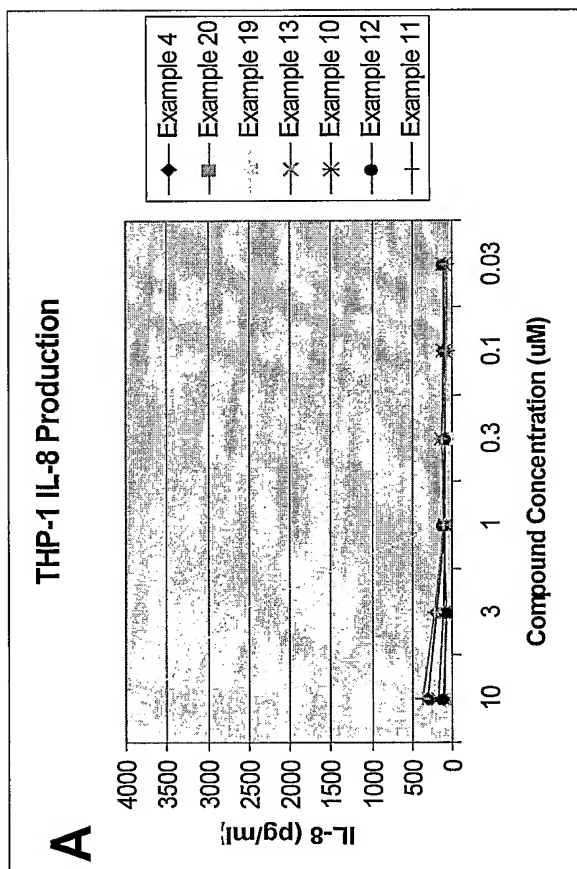 A
THP-1 IL-8 Production
IL-8 (pg/ml)
4000
3500
3000
2500
2000
1500
1000
500
0
10
3
1
0.3
0.1
0.03
Compound Concentration (uM)
Example 4
Example 20
Example 19
Example 13
Example 10
Example 12
Example 11